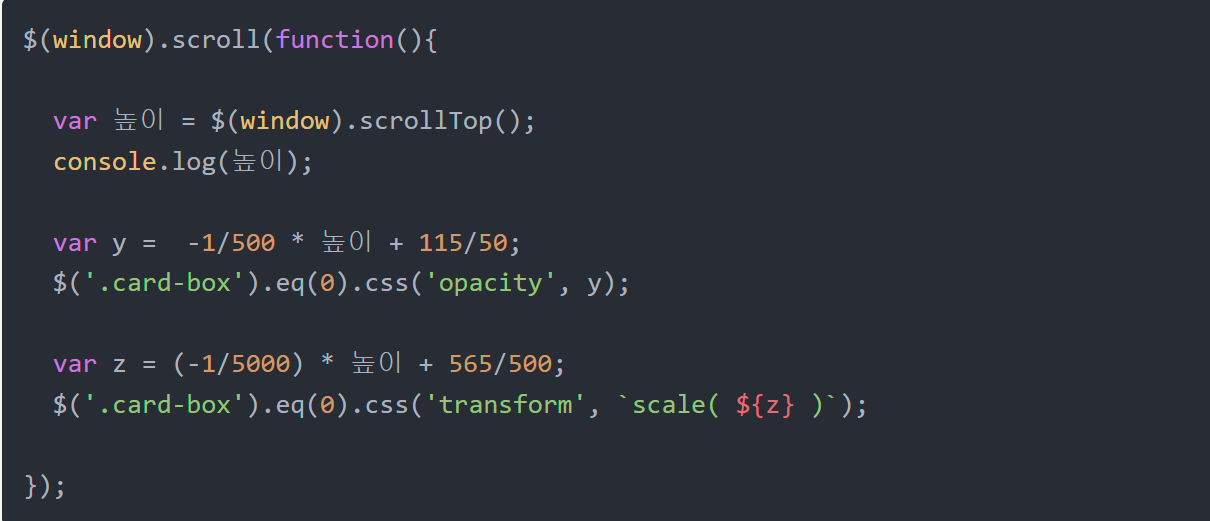 $(window).scroll(function(){
var 높이 = $(window).scrollTop();
console.log(높이);
var y =  -1/500 * 높이 + 115/50;
$('.card-box').eq(0).css('opacity', y);
var z = (-1/5000) * 높이 + 565/500;
$('.card-box').eq(0).css('transform', `scale( ${z} )`);
});